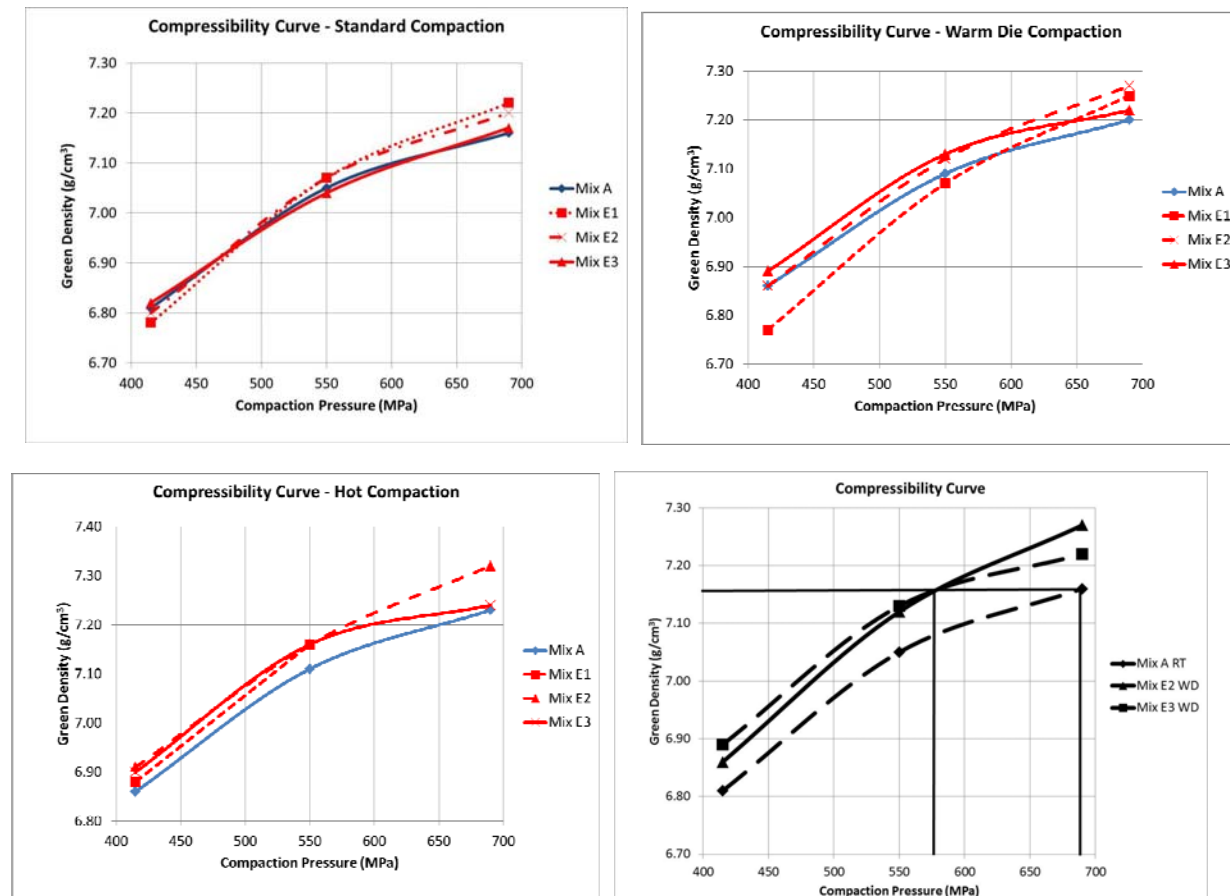 Compressibility Curve - Standard Compaction
Green Density (g/cm³)
7.30
7.20
7.10
7.00
6.90
6.80
6.70
400 450 500 550 600 650 700
Compaction Pressure (MPa)
Mix A
Mix E1
Mix E2
Mix E3
Compressibility Curve - Warm Die Compaction
Green Density (g/cm³)
7.30
7.20
7.10
7.00
6.90
6.80
6.70
400 450 500 550 600 650 700
Compaction Pressure (MPa)
Mix A
Mix E1
Mix E2
Mix E3
Compressibility Curve - Hot Compaction
Green Density (g/cm³)
7.40
7.30
7.20
7.10
7.00
6.90
6.80
400 450 500 550 600 650 700
Compaction Pressure (MPa)
Mix A
Mix E1
Mix E2
Mix E3
Compressibility Curve
Green Density (g/cm³)
7.30
7.20
7.10
7.00
6.90
6.80
6.70
400 450 500 550 600 650 700
Compaction Pressure (MPa)
Mix A RT
Mix E2 WD
Mix E3 WD